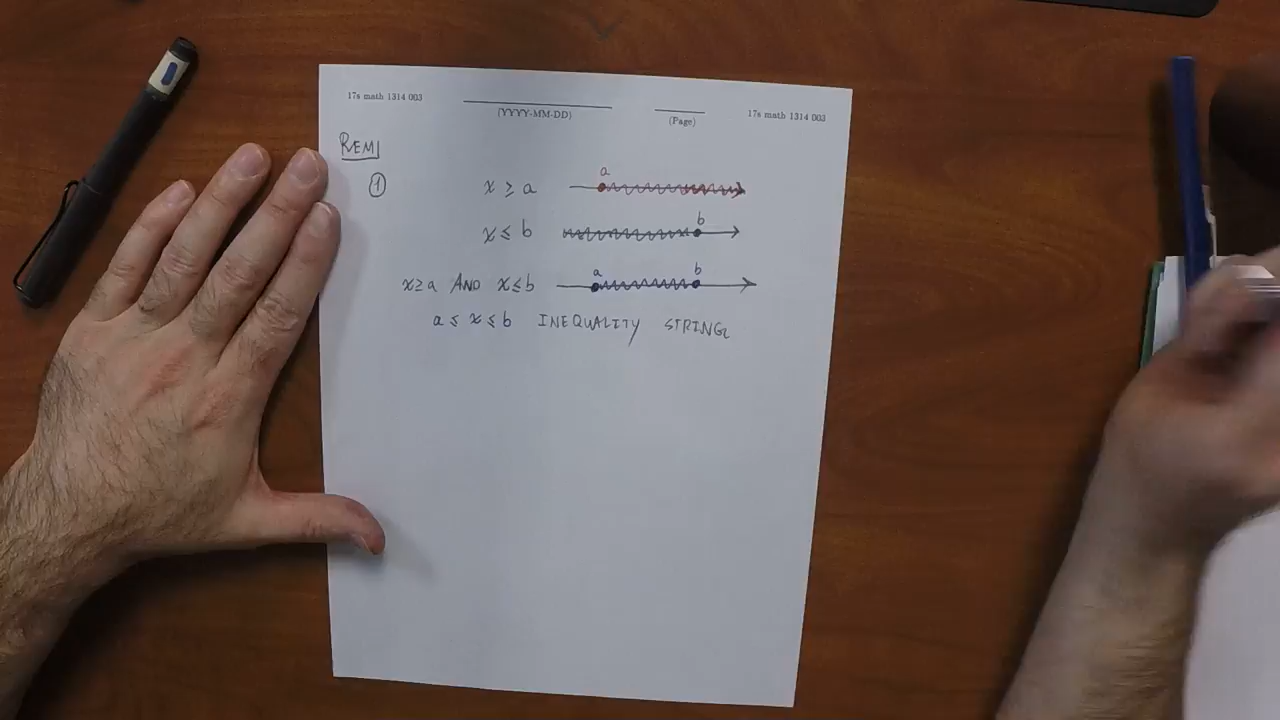 17s math 1314 003 (YYYY-MM-DD) (Page) 17s math 1314 003
REM
① x ≥ a a
x ≤ b b
x ≥ a AND x ≤ b a b
a ≤ x ≤ b INEQUALITY STRING